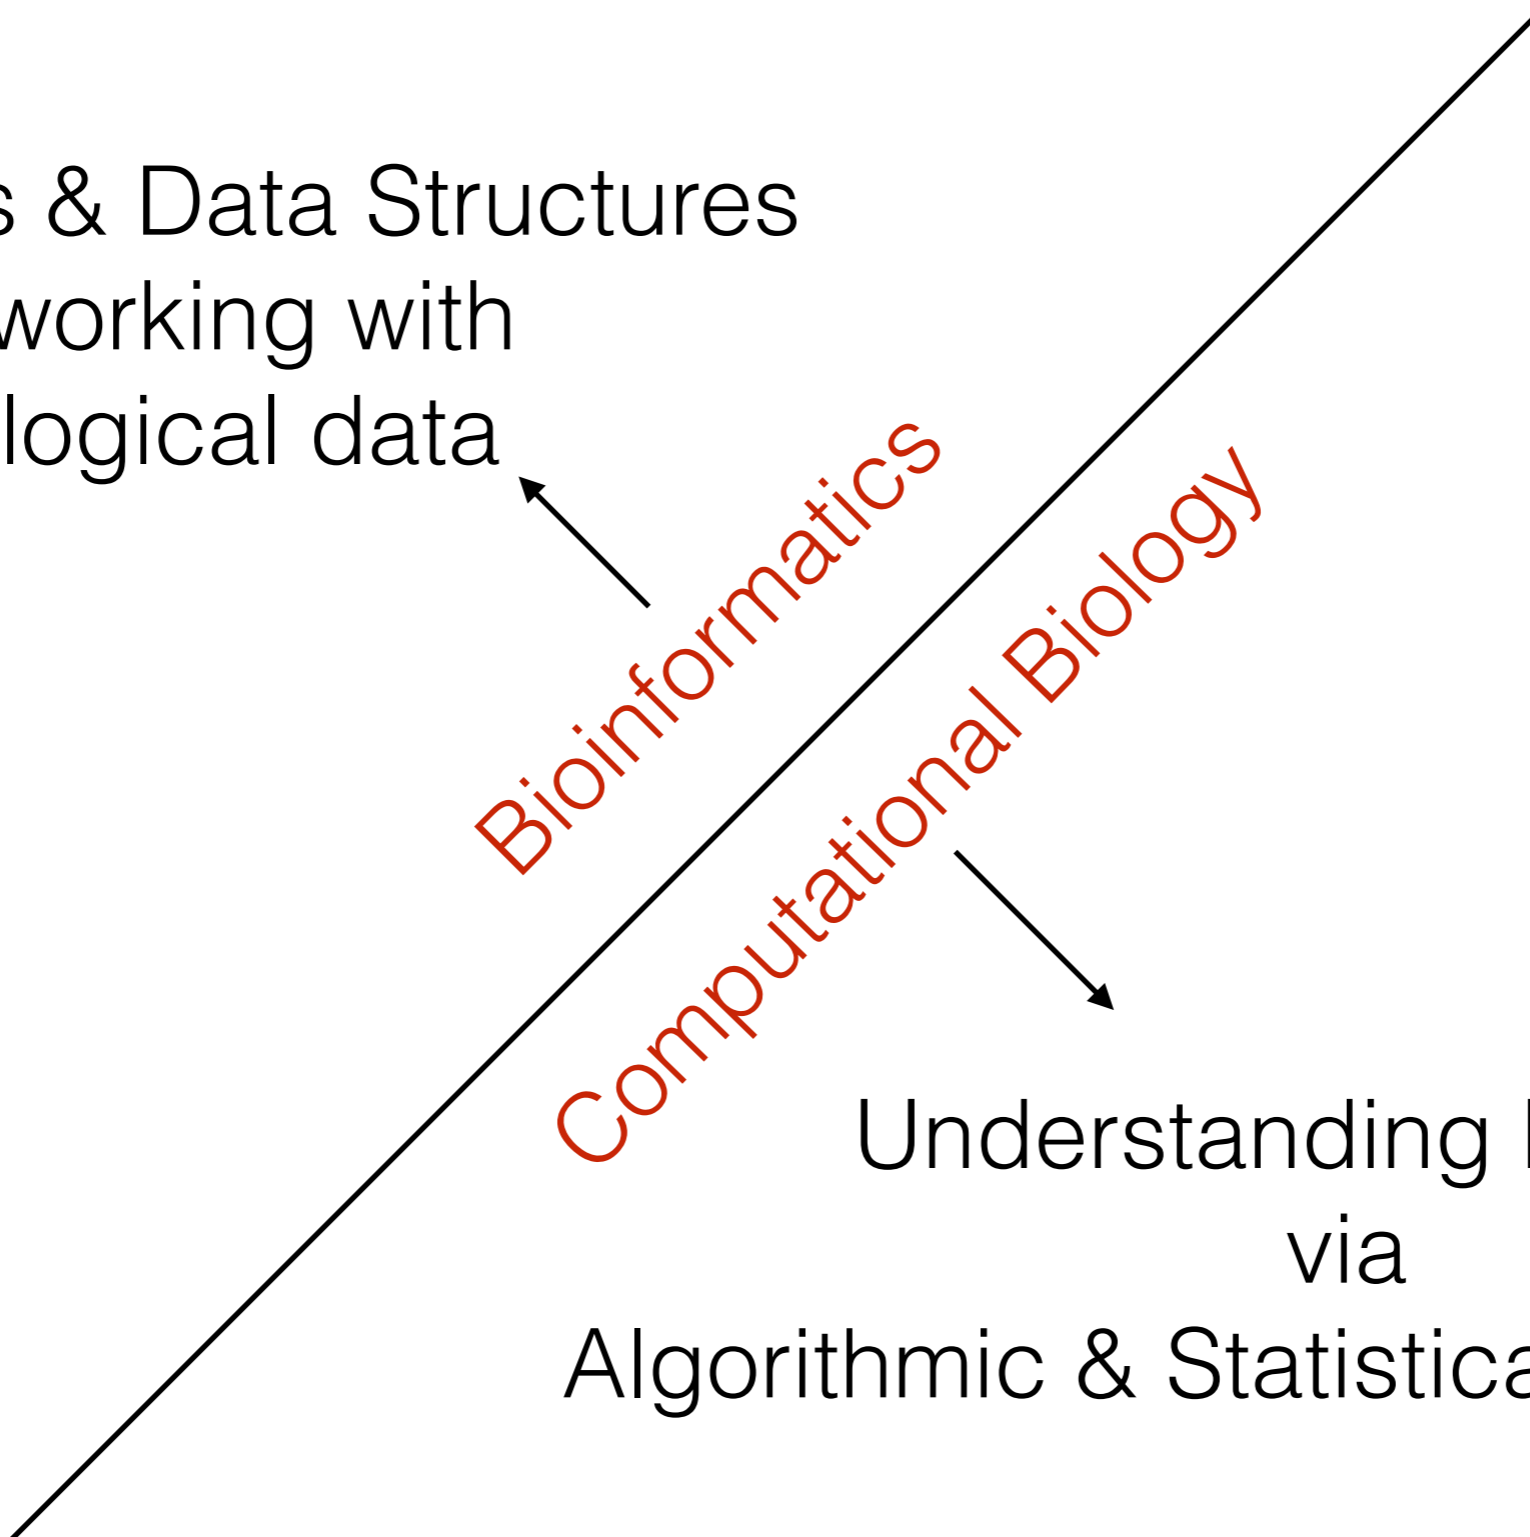 s & Data Structures
working with
logical data
Bioinformatics
Computational Biology
Understanding
via
Algorithmic & Statistica